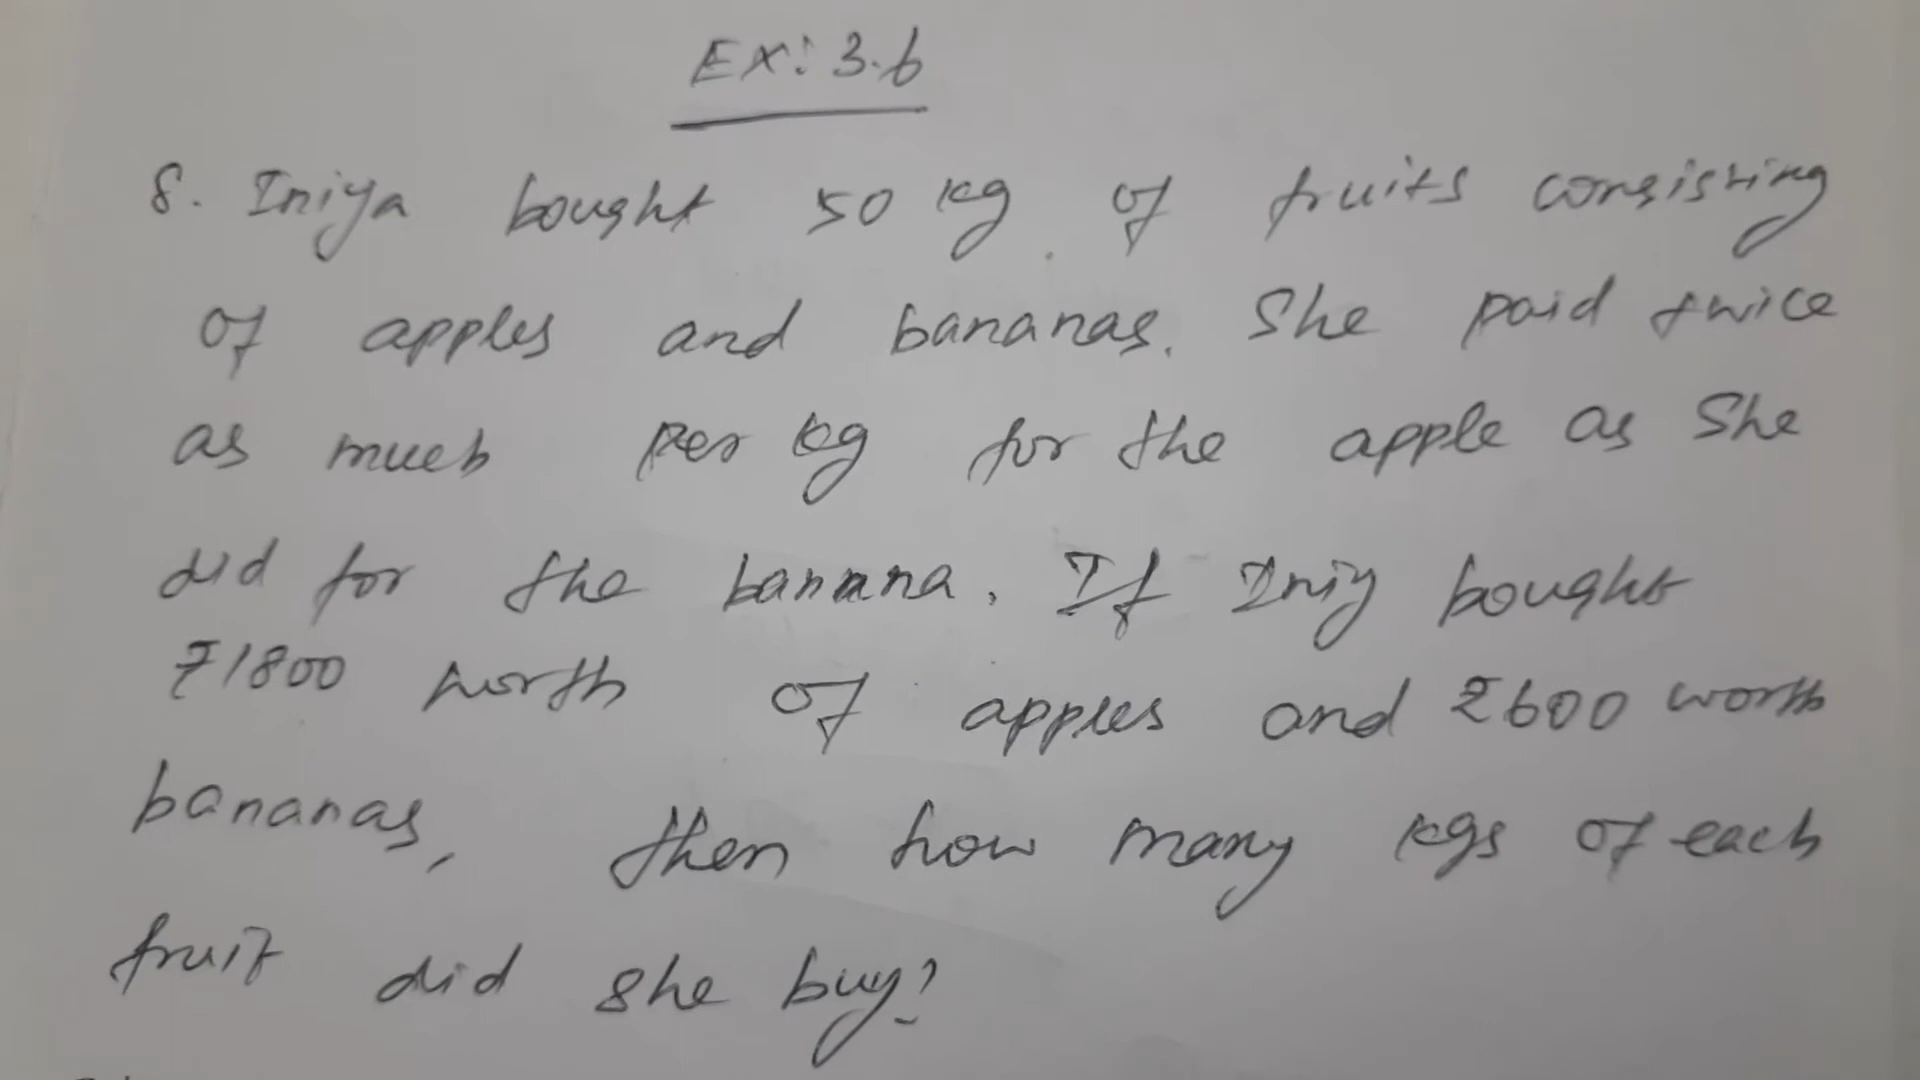 Ex: 3.6
8. Iniya bought 50 kg of fruits consisting
of apples and bananas. She paid twice
as much per kg for the apple as She
did for the banana. If Iniy bought
₹1800 worth of apples and ₹600 worth
bananas, then how many kgs of each
fruit did she buy?